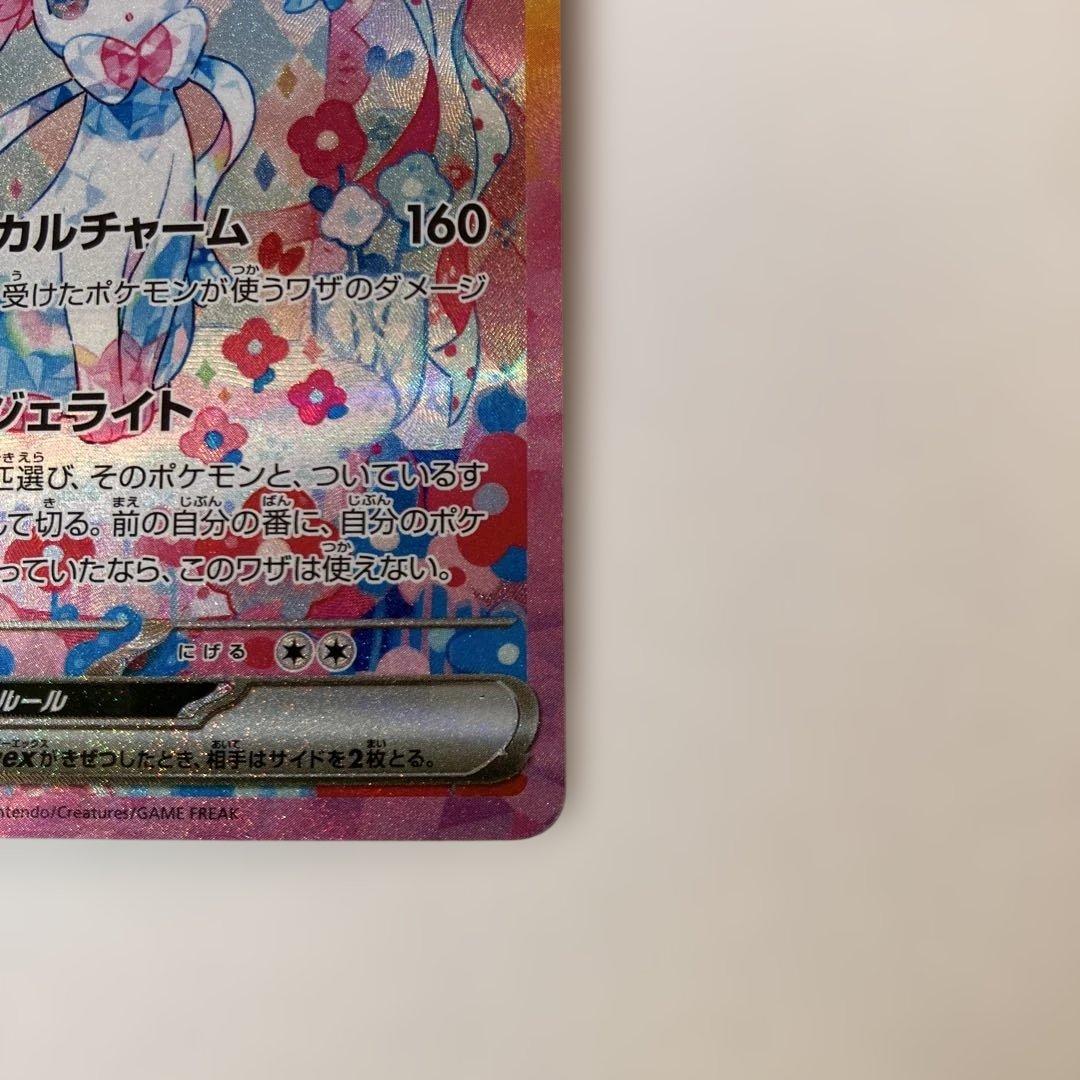 カルチャーム 160
受けたポケモンが使うワザのダメージ
ジェライト
匹選び、そのポケモンと、ついているす
て切る。前の自分の番に、自分のポケ
っていたなら、このワザは使えない。
にげる
ルール
exがきぜつしたとき、相手はサイドを2枚とる。
ntendo/Creatures/GAME FREAK